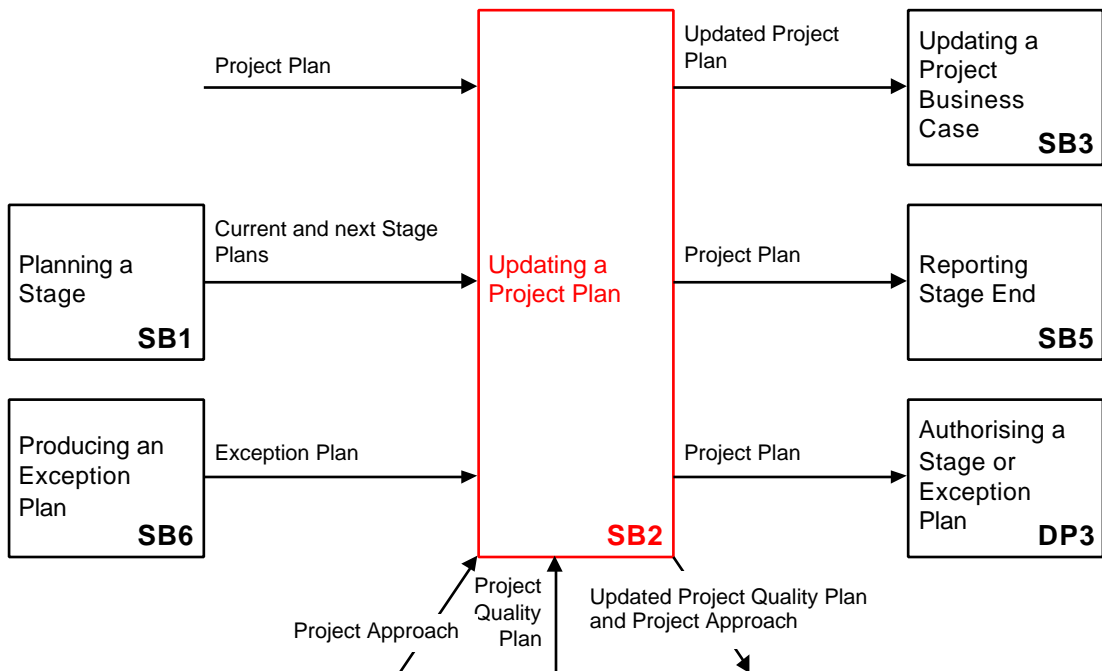 Project Plan
Updated Project
Plan
Updating a
Project
Business
Case
SB3
Planning a
Stage
SB1
Current and next Stage
Plans
Updating a
Project Plan
SB2
Project Plan
Reporting
Stage End
SB5
Producing an
Exception
Plan
SB6
Exception Plan
Project Plan
Authorising a
Stage or
Exception
Plan
DP3
Project Approach
Project
Quality
Plan
Updated Project Quality Plan
and Project Approach